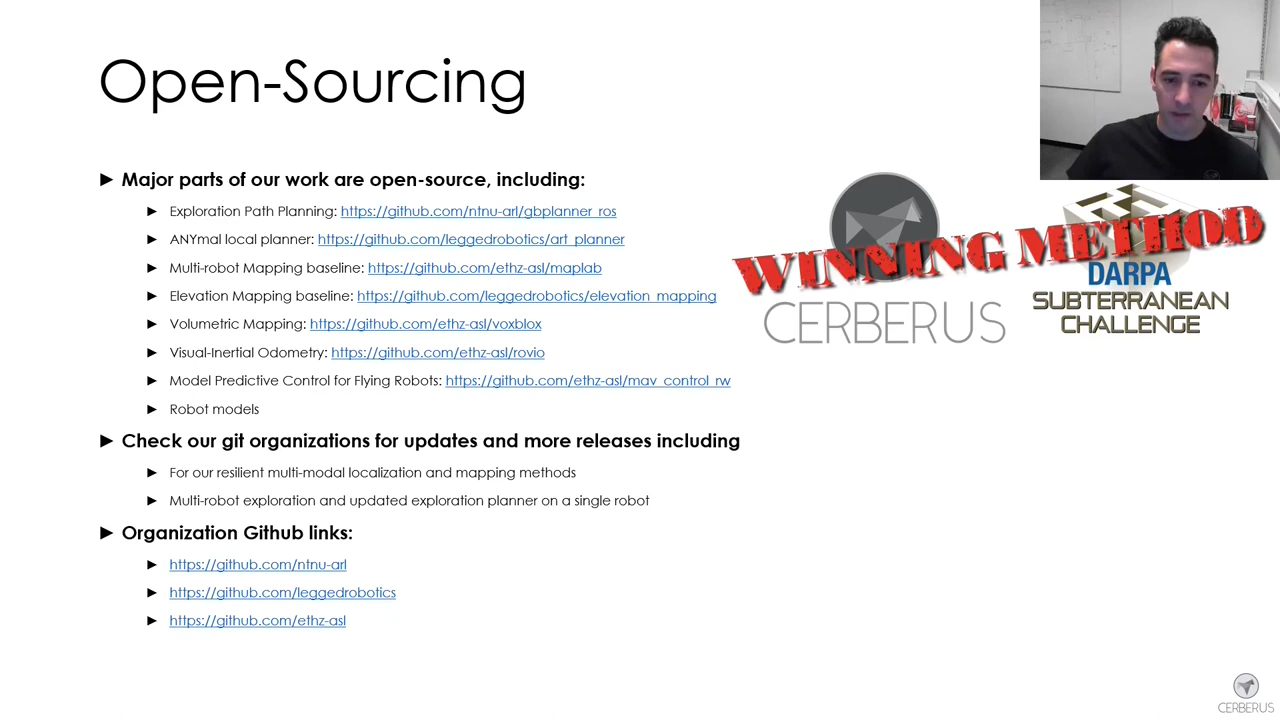 Open-Sourcing
► Major parts of our work are open-source, including:
► Exploration Path Planning: https://github.com/ntnu-arl/gbplanner_ros
► ANYmal local planner: https://github.com/leggedrobotics/art_planner
► Multi-robot Mapping baseline: https://github.com/ethz-asl/maplab
► Elevation Mapping baseline: https://github.com/leggedrobotics/elevation_mapping
► Volumetric Mapping: https://github.com/ethz-asl/voxblox
► Visual-Inertial Odometry: https://github.com/ethz-asl/rovio
► Model Predictive Control for Flying Robots: https://github.com/ethz-asl/mav_control_rw
► Robot models
► Check our git organizations for updates and more releases including
► For our resilient multi-modal localization and mapping methods
► Multi-robot exploration and updated exploration planner on a single robot
► Organization Github links:
► https://github.com/ntnu-arl
► https://github.com/leggedrobotics
► https://github.com/ethz-asl
WINNING METHOD
CERBERUS
DARPA
SUBTERRANEAN
CHALLENGE
CERBERUS